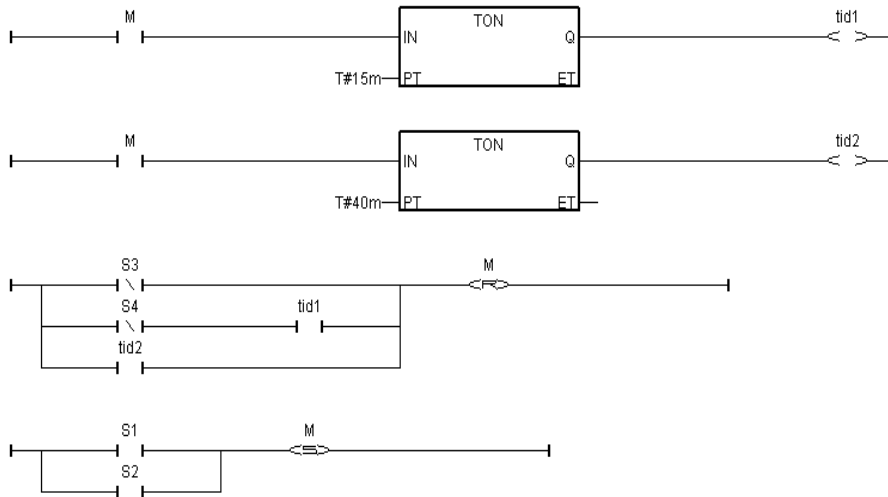 M
TON
tid1
IN
Q
T#15m
PT
ET
M
TON
tid2
IN
Q
T#40m
PT
ET
S3
M
R
S4
tid1
tid2
S1
M
S
S2